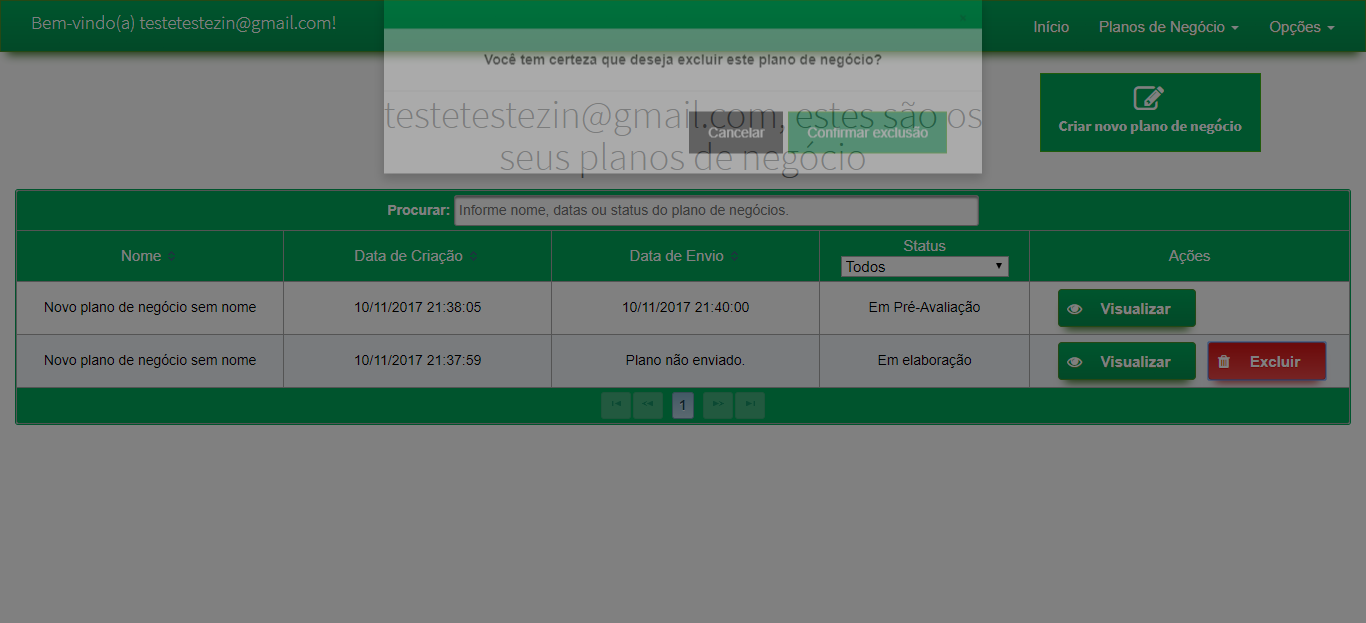 Bem-vindo(a) testetestezin@gmail.com!
Início Planos de Negócio Opções
Você tem certeza que deseja excluir este plano de negócio?
Cancelar Confirmar exclusão
testetestezin@gmail.com, estes são os
seus planos de negócio
Criar novo plano de negócio
Procurar: Informe nome, datas ou status do plano de negócios.
Nome Data de Criação Data de Envio Status Ações
Todos
Novo plano de negócio sem nome 10/11/2017 21:38:05 10/11/2017 21:40:00 Em Pré-Avaliação Visualizar
Novo plano de negócio sem nome 10/11/2017 21:37:59 Plano não enviado. Em elaboração Visualizar Excluir
1